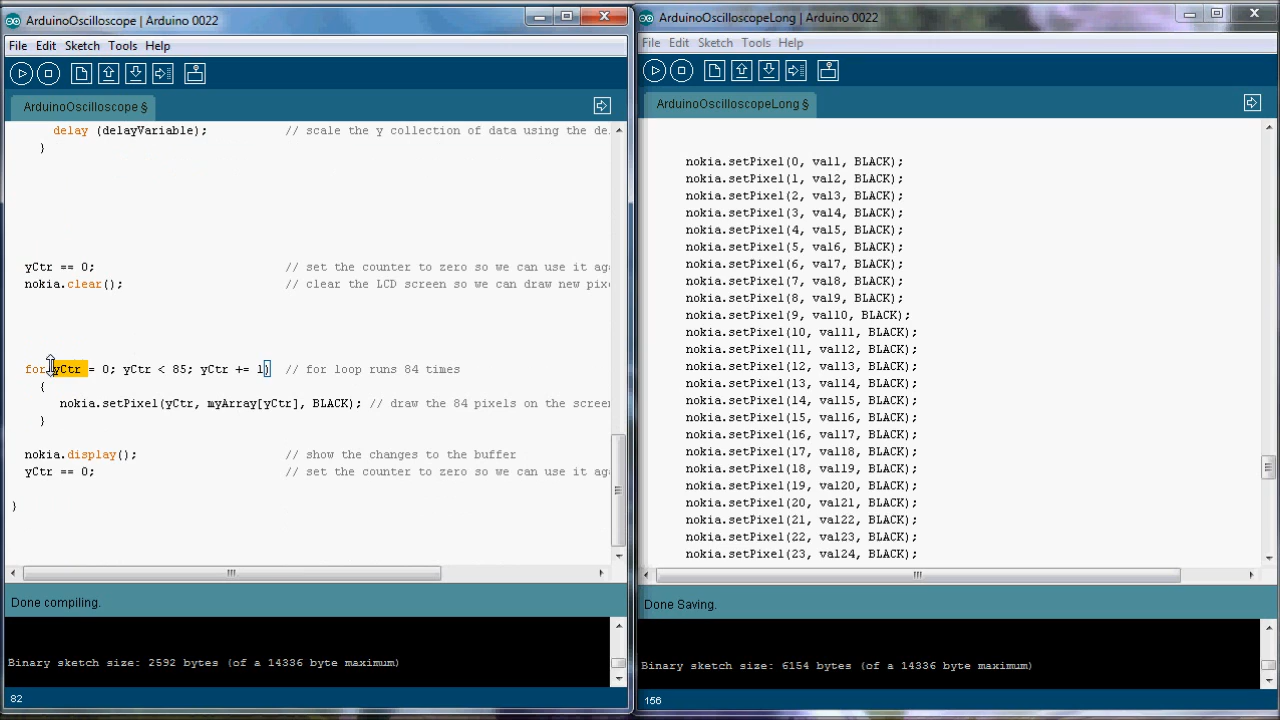 ArduinoOscilloscope | Arduino 0022
File Edit Sketch Tools Help
ArduinoOscilloscope §
delay (delayVariable); // scale the y collection of data using the de
}
yCtr == 0; // set the counter to zero so we can use it aga
nokia.clear(); // clear the LCD screen so we can draw new pix
for yCtr = 0; yCtr < 85; yCtr += 1) // for loop runs 84 times
{
nokia.setPixel(yCtr, myArray[yCtr], BLACK); // draw the 84 pixels on the screen
}
nokia.display(); // show the changes to the buffer
yCtr == 0; // set the counter to zero so we can use it aga
}
Done compiling.
Binary sketch size: 2592 bytes (of a 14336 byte maximum)
82
ArduinoOscilloscopeLong | Arduino 0022
File Edit Sketch Tools Help
ArduinoOscilloscopeLong §
nokia.setPixel(0, val1, BLACK);
nokia.setPixel(1, val2, BLACK);
nokia.setPixel(2, val3, BLACK);
nokia.setPixel(3, val4, BLACK);
nokia.setPixel(4, val5, BLACK);
nokia.setPixel(5, val6, BLACK);
nokia.setPixel(6, val7, BLACK);
nokia.setPixel(7, val8, BLACK);
nokia.setPixel(8, val9, BLACK);
nokia.setPixel(9, val10, BLACK);
nokia.setPixel(10, val11, BLACK);
nokia.setPixel(11, val12, BLACK);
nokia.setPixel(12, val13, BLACK);
nokia.setPixel(13, val14, BLACK);
nokia.setPixel(14, val15, BLACK);
nokia.setPixel(15, val16, BLACK);
nokia.setPixel(16, val17, BLACK);
nokia.setPixel(17, val18, BLACK);
nokia.setPixel(18, val19, BLACK);
nokia.setPixel(19, val20, BLACK);
nokia.setPixel(20, val21, BLACK);
nokia.setPixel(21, val22, BLACK);
nokia.setPixel(22, val23, BLACK);
nokia.setPixel(23, val24, BLACK);
Done Saving.
Binary sketch size: 6154 bytes (of a 14336 byte maximum)
156